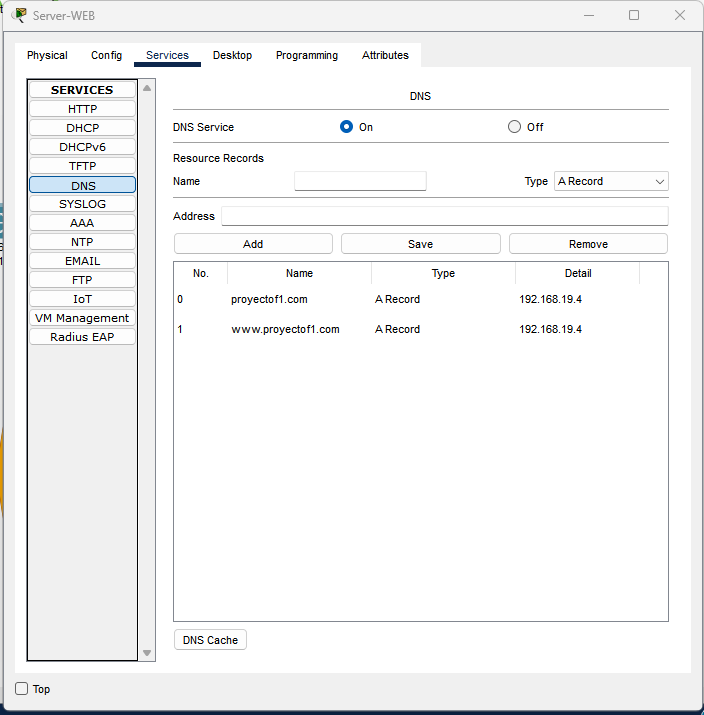 Server-WEB
Physical Config Services Desktop Programming Attributes
SERVICES
HTTP
DHCP
DHCPv6
TFTP
DNS
SYSLOG
AAA
NTP
EMAIL
FTP
IoT
VM Management
Radius EAP
DNS
DNS Service On Off
Resource Records
Name Type A Record
Address
Add Save Remove
No. Name Type Detail
0 proyectof1.com A Record 192.168.19.4
1 www.proyectof1.com A Record 192.168.19.4
DNS Cache
Top